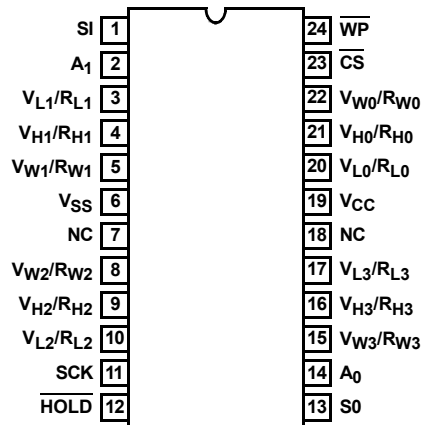 SI 1 24 W̅P̅
A1 2 23 C̅S̅
VL1/RL1 3 22 VW0/RW0
VH1/RH1 4 21 VH0/RH0
VW1/RW1 5 20 VL0/RL0
VSS 6 19 VCC
NC 7 18 NC
VW2/RW2 8 17 VL3/RL3
VH2/RH2 9 16 VH3/RH3
VL2/RL2 10 15 VW3/RW3
SCK 11 14 A0
H̅O̅L̅D̅ 12 13 S0